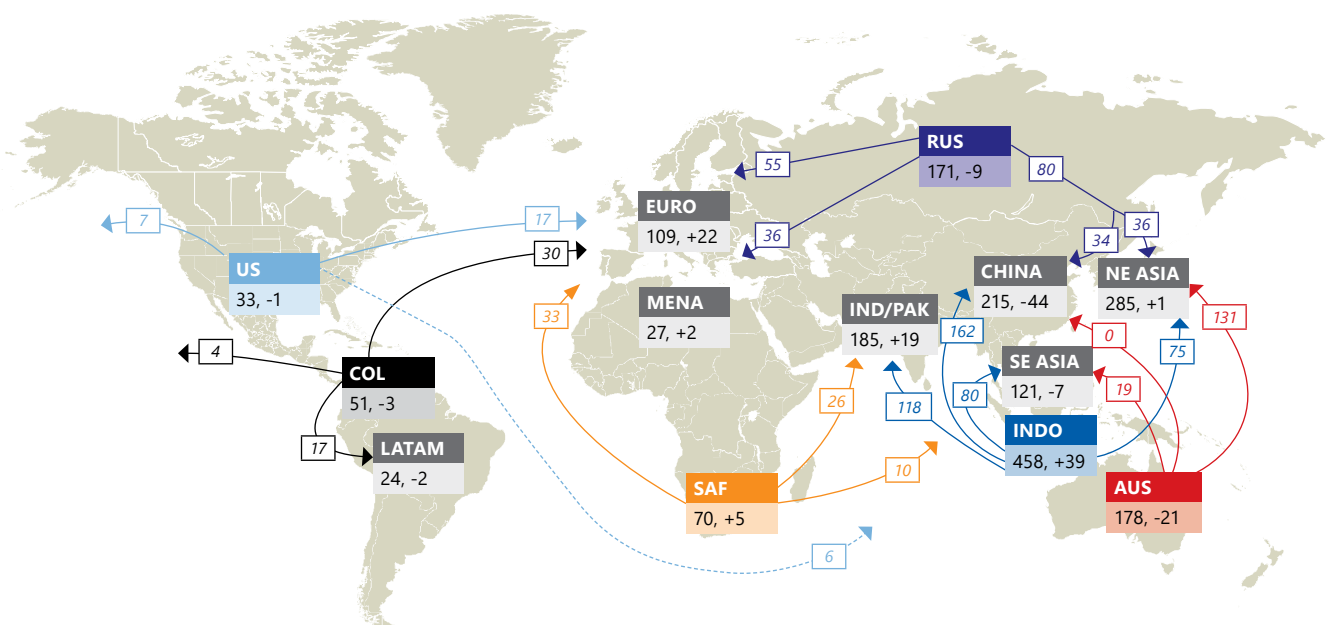 RUS
171, -9
55
80
EURO
109, +22
7
17
36
36
34
30
US
33, -1
CHINA
215, -44
NE ASIA
285, +1
MENA
27, +2
IND/PAK
185, +19
33
162
131
0
75
4
COL
51, -3
SE ASIA
121, -7
26
118
80
19
17
LATAM
24, -2
INDO
458, +39
10
SAF
70, +5
AUS
178, -21
6